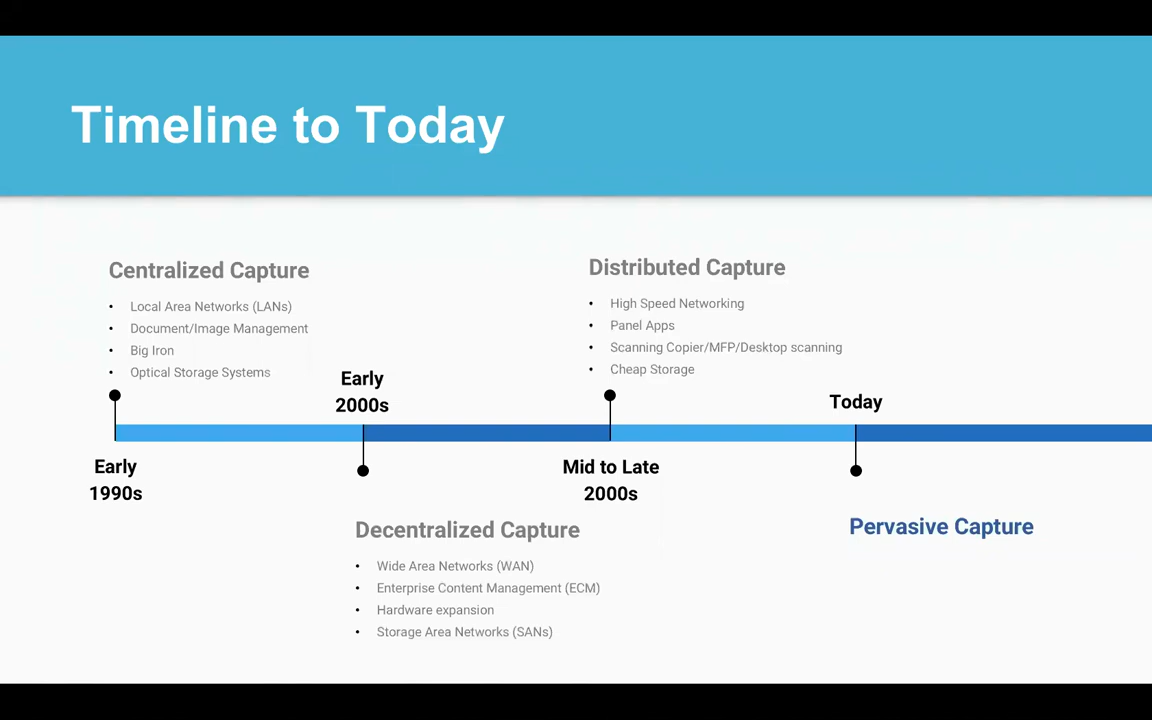 Timeline to Today
Centralized Capture
• Local Area Networks (LANs)
• Document/Image Management
• Big Iron
• Optical Storage Systems
Early
1990s
Early
2000s
Decentralized Capture
• Wide Area Networks (WAN)
• Enterprise Content Management (ECM)
• Hardware expansion
• Storage Area Networks (SANs)
Distributed Capture
• High Speed Networking
• Panel Apps
• Scanning Copier/MFP/Desktop scanning
• Cheap Storage
Mid to Late
2000s
Today
Pervasive Capture